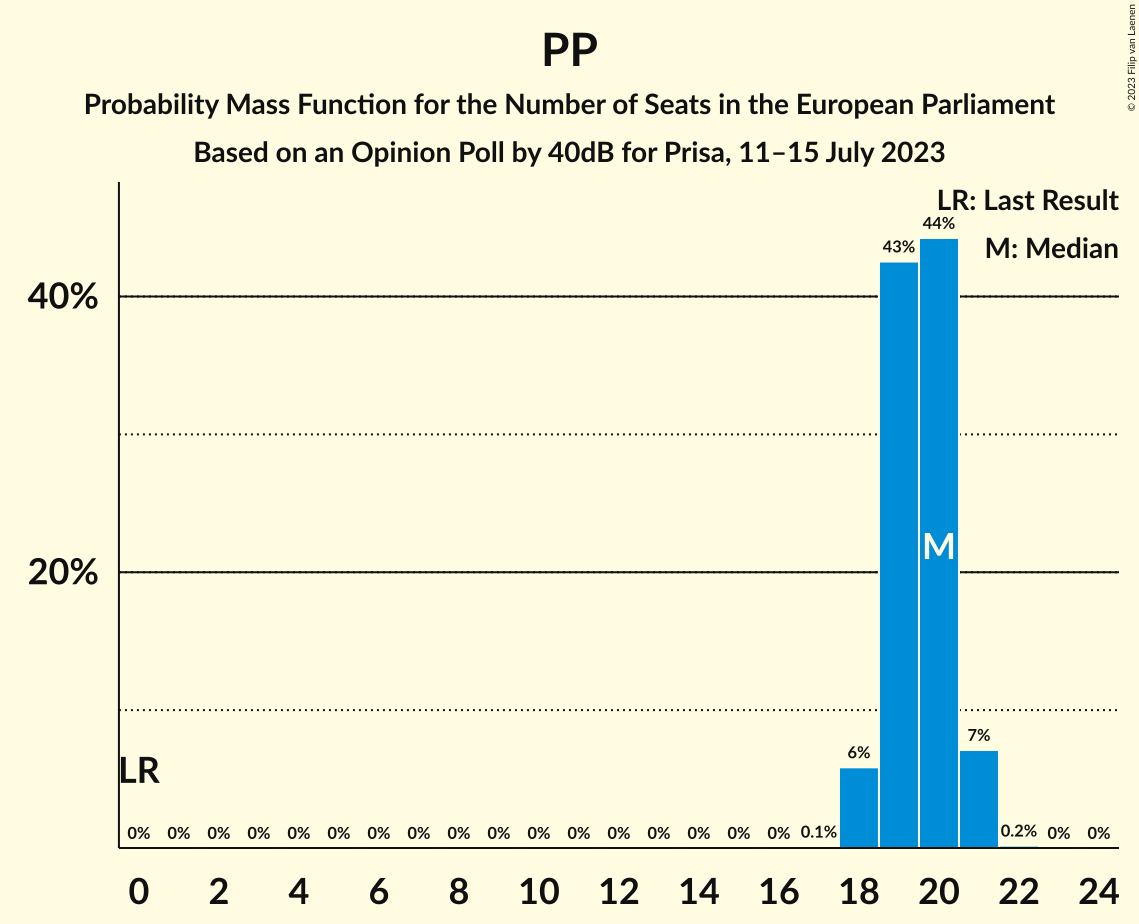 PP
Probability Mass Function for the Number of Seats in the European Parliament
Based on an Opinion Poll by 40dB for Prisa, 11–15 July 2023
© 2023 Filip van Laenen
LR: Last Result
M: Median
44%
43%
40%
M
20%
7%
6%
LR
0% 0% 0% 0% 0% 0% 0% 0% 0% 0% 0% 0% 0% 0% 0% 0% 0% 0.1% 0.2% 0% 0%
0 2 4 6 8 10 12 14 16 18 20 22 24